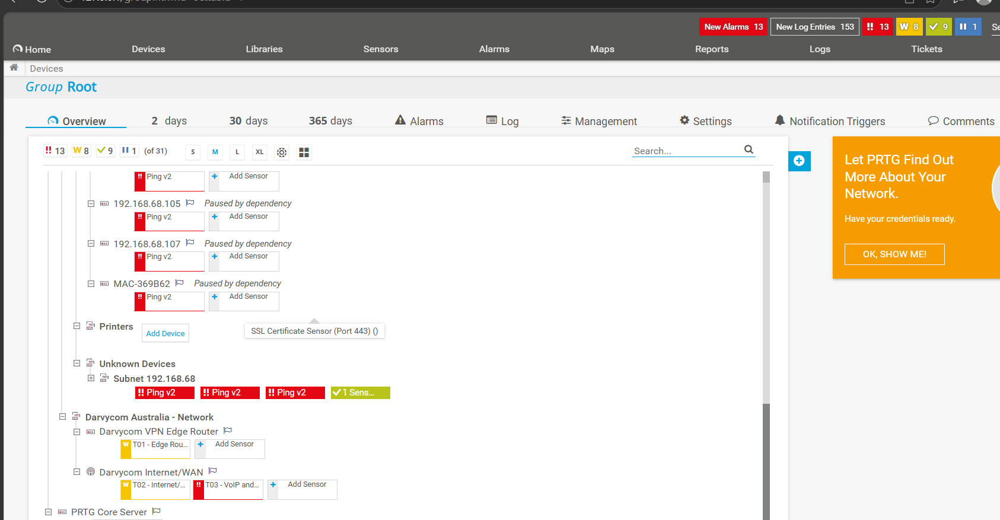 New Alarms 13
New Log Entries 153
!! 13
W 8
9
1
Home
Devices
Libraries
Sensors
Alarms
Maps
Reports
Logs
Tickets
Devices
Group Root
Overview
2 days
30 days
365 days
Alarms
Log
Management
Settings
Notification Triggers
Comments
!! 13
W 8
9
1
(of 31)
S
M
L
XL
Search...
!! Ping v2
+ Add Sensor
192.168.68.105 Paused by dependency
!! Ping v2
+ Add Sensor
192.168.68.107 Paused by dependency
!! Ping v2
+ Add Sensor
MAC-369B62 Paused by dependency
!! Ping v2
+ Add Sensor
Printers
Add Device
SSL Certificate Sensor (Port 443) ()
Unknown Devices
Subnet 192.168.68
!! Ping v2
!! Ping v2
!! Ping v2
1 Sens...
Darvycom Australia - Network
Darvycom VPN Edge Router
W T01 - Edge Rou...
+ Add Sensor
Darvycom Internet/WAN
W T02 - Internet/...
!! T03 - VoIP and...
+ Add Sensor
PRTG Core Server
Let PRTG Find Out
More About Your
Network.
Have your credentials ready.
OK, SHOW ME!